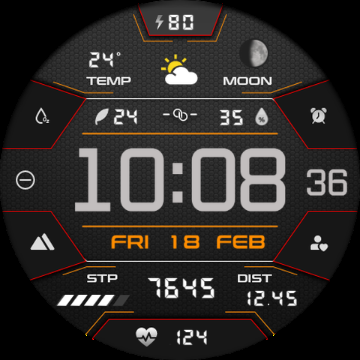 80
24°
TEMP MOON
24 -- 35
10:08 36
FRI 18 FEB
STP 7645 DIST
12.45
124